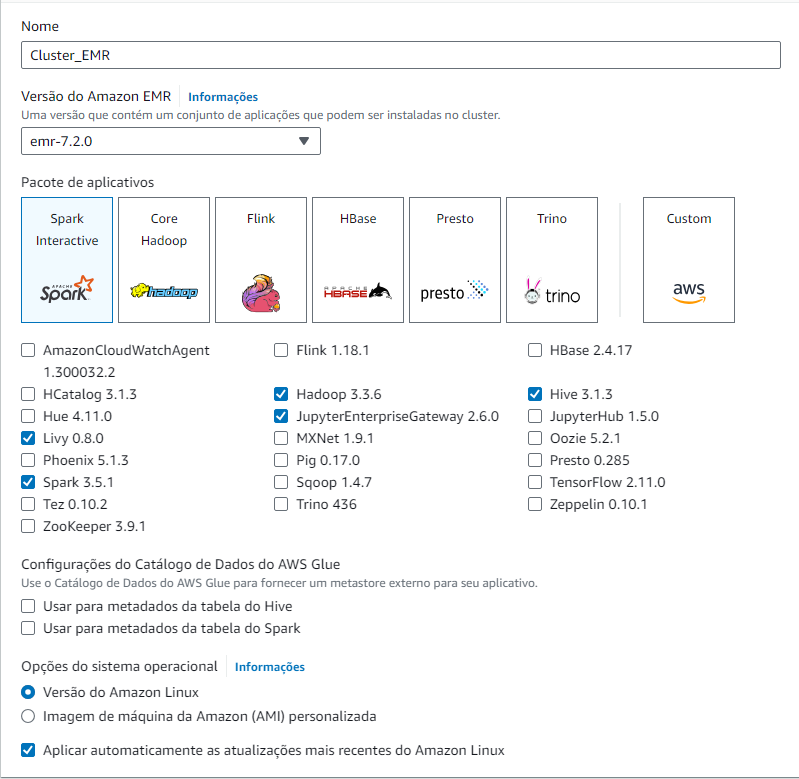 Nome
Cluster_EMR
Versão do Amazon EMR Informações
Uma versão que contém um conjunto de aplicações que podem ser instaladas no cluster.
emr-7.2.0
Pacote de aplicativos
Spark Interactive
APACHE Spark
Core Hadoop
hadoop
Flink
HBase
APACHE HBASE
Presto
presto
Trino
trino
Custom
aws
AmazonCloudWatchAgent 1.300032.2
Flink 1.18.1
HBase 2.4.17
HCatalog 3.1.3
Hadoop 3.3.6
Hive 3.1.3
Hue 4.11.0
JupyterEnterpriseGateway 2.6.0
JupyterHub 1.5.0
Livy 0.8.0
MXNet 1.9.1
Oozie 5.2.1
Phoenix 5.1.3
Pig 0.17.0
Presto 0.285
Spark 3.5.1
Sqoop 1.4.7
TensorFlow 2.11.0
Tez 0.10.2
Trino 436
Zeppelin 0.10.1
ZooKeeper 3.9.1
Configurações do Catálogo de Dados do AWS Glue
Use o Catálogo de Dados do AWS Glue para fornecer um metastore externo para seu aplicativo.
Usar para metadados da tabela do Hive
Usar para metadados da tabela do Spark
Opções do sistema operacional Informações
Versão do Amazon Linux
Imagem de máquina da Amazon (AMI) personalizada
Aplicar automaticamente as atualizações mais recentes do Amazon Linux